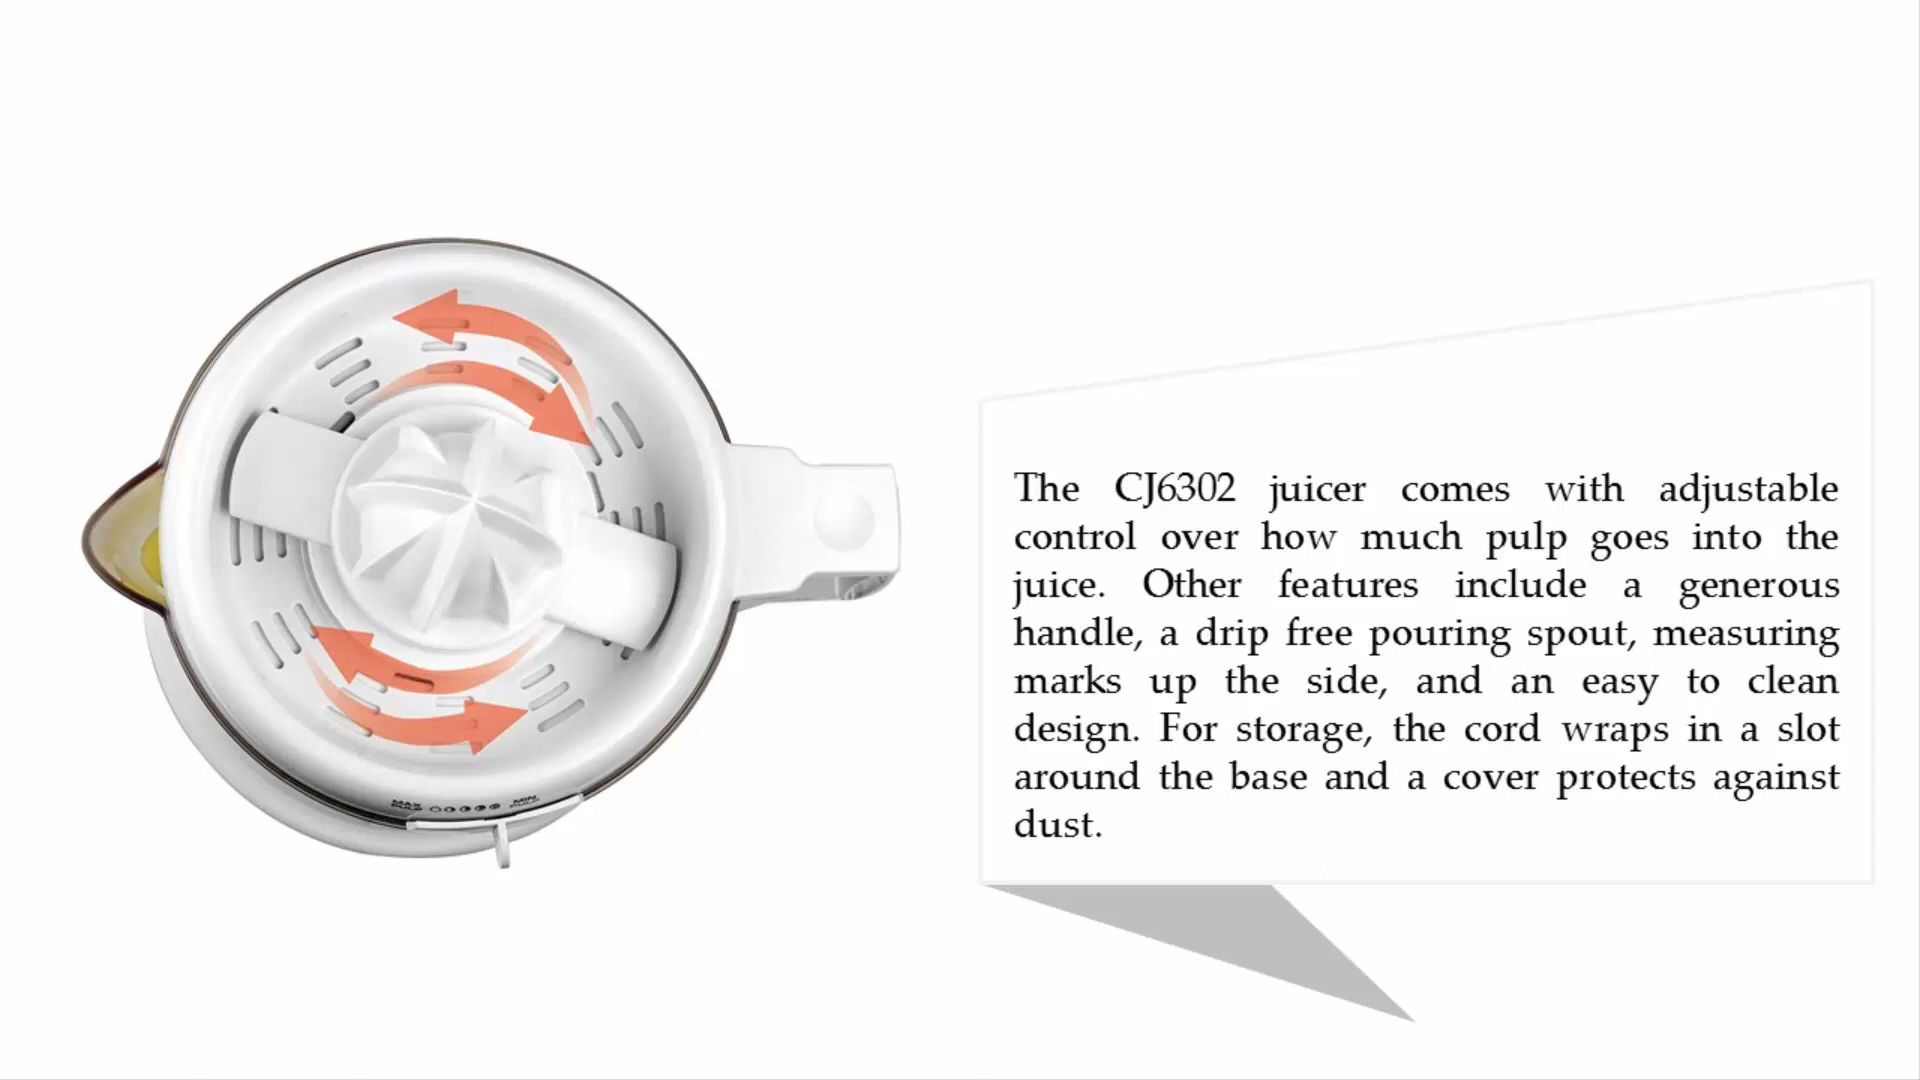 The CJ6302 juicer comes with adjustable
control over how much pulp goes into the
juice. Other features include a generous
handle, a drip free pouring spout, measuring
marks up the side, and an easy to clean
design. For storage, the cord wraps in a slot
around the base and a cover protects against
dust.
MAX MIN
PULP PULP